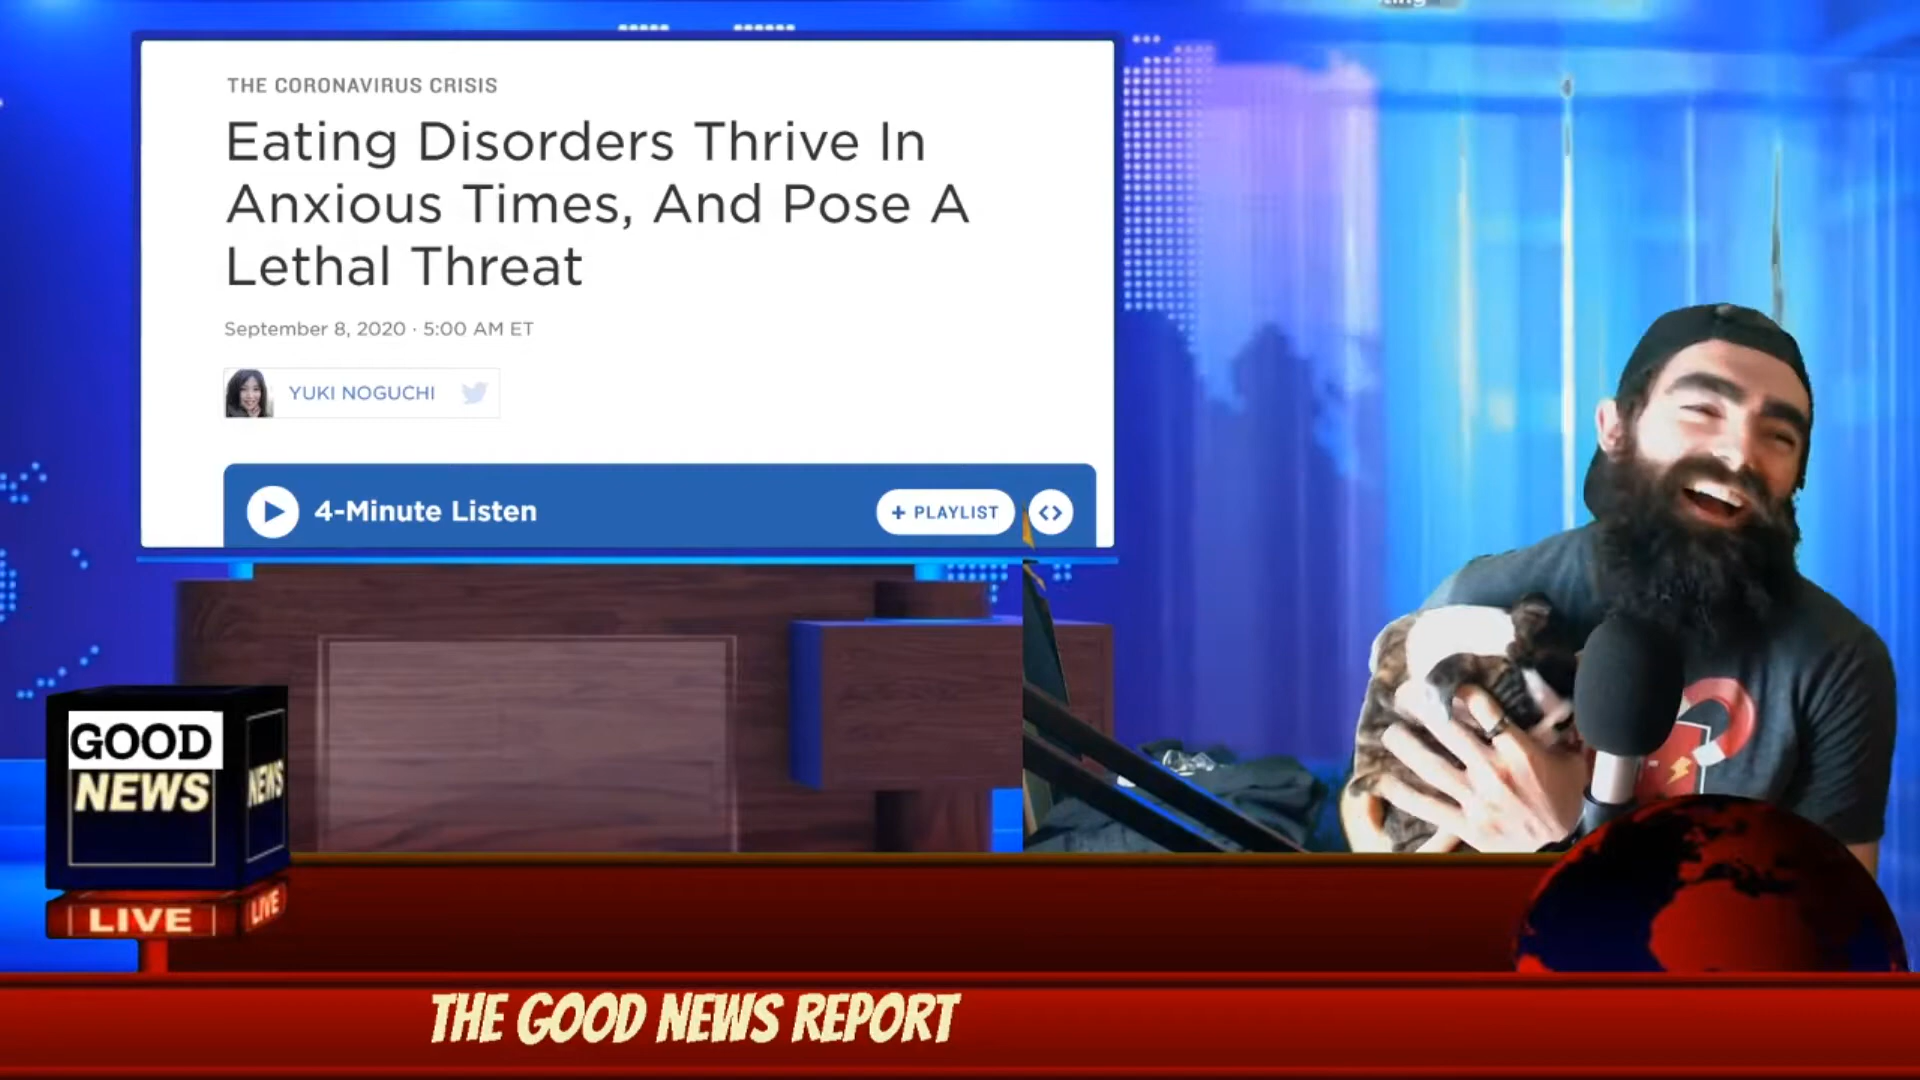 THE CORONAVIRUS CRISIS
Eating Disorders Thrive In
Anxious Times, And Pose A
Lethal Threat
September 8, 2020 · 5:00 AM ET
YUKI NOGUCHI
4-Minute Listen
+ PLAYLIST
GOOD
NEWS
NEWS
LIVE
LIVE
THE GOOD NEWS REPORT